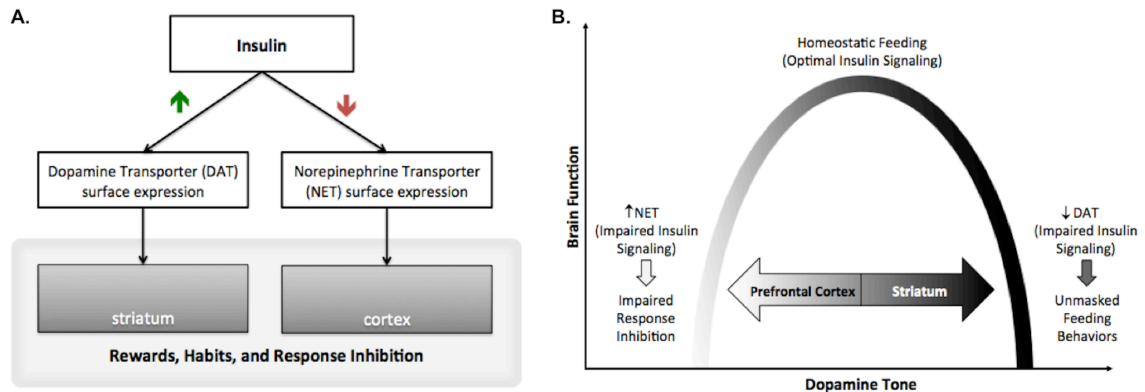 A.
Insulin
Dopamine Transporter (DAT)
surface expression
Norepinephrine Transporter
(NET) surface expression
striatum
cortex
Rewards, Habits, and Response Inhibition
B.
Brain Function
Homeostatic Feeding
(Optimal Insulin Signaling)
↑NET
(Impaired Insulin
Signaling)
Impaired
Response
Inhibition
Prefrontal Cortex
Striatum
↓ DAT
(Impaired Insulin
Signaling)
Unmasked
Feeding
Behaviors
Dopamine Tone